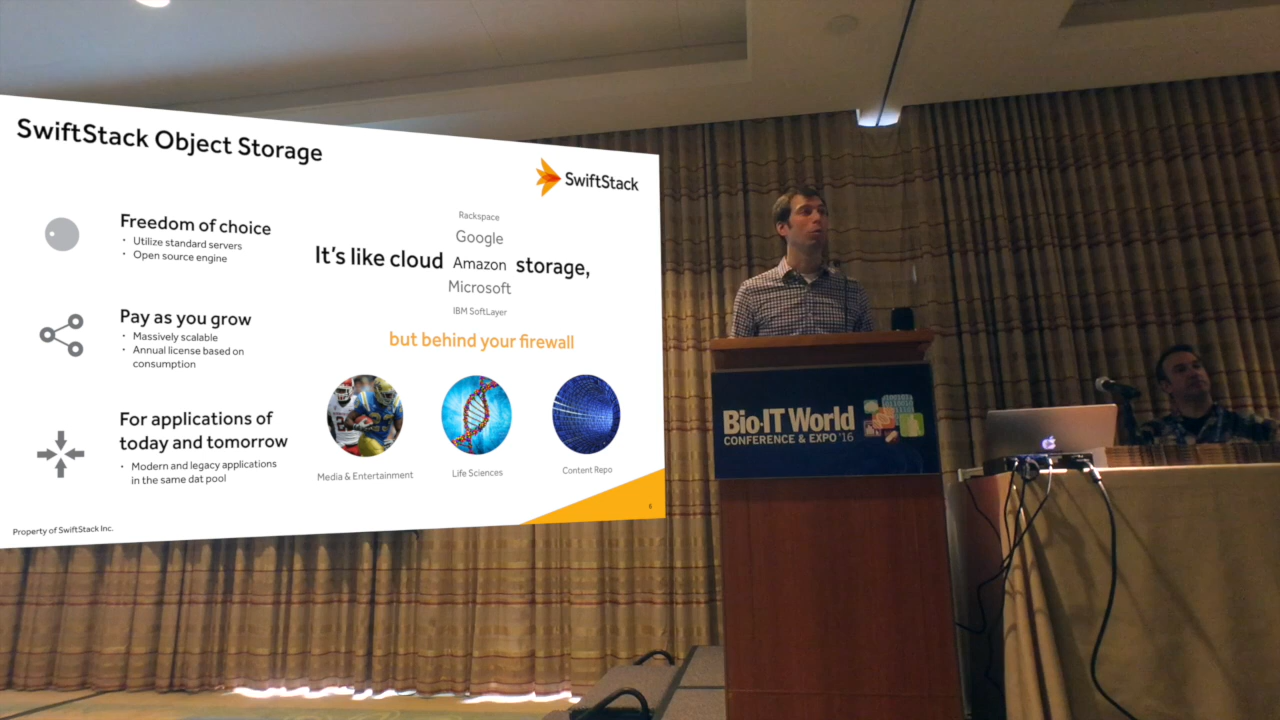 SwiftStack Object Storage
SwiftStack
Freedom of choice
• Utilize standard servers
• Open source engine
Pay as you grow
• Massively scalable
• Annual license based on
consumption
For applications of
today and tomorrow
• Modern and legacy applications
in the same dat pool
Rackspace
Google
It's like cloud Amazon storage,
Microsoft
IBM SoftLayer
but behind your firewall
Media & Entertainment
Life Sciences
Content Repo
Property of SwiftStack Inc.
6
Bio-IT World
CONFERENCE & EXPO '16